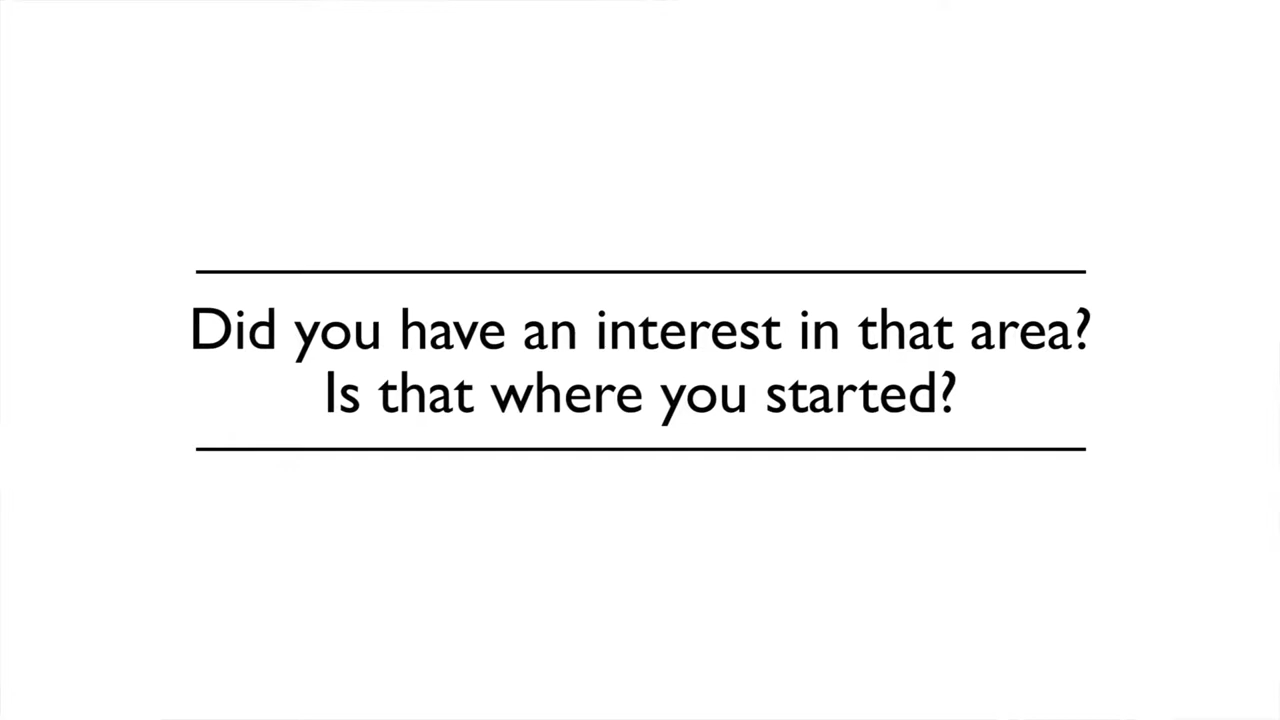 Did you have an interest in that area?
Is that where you started?